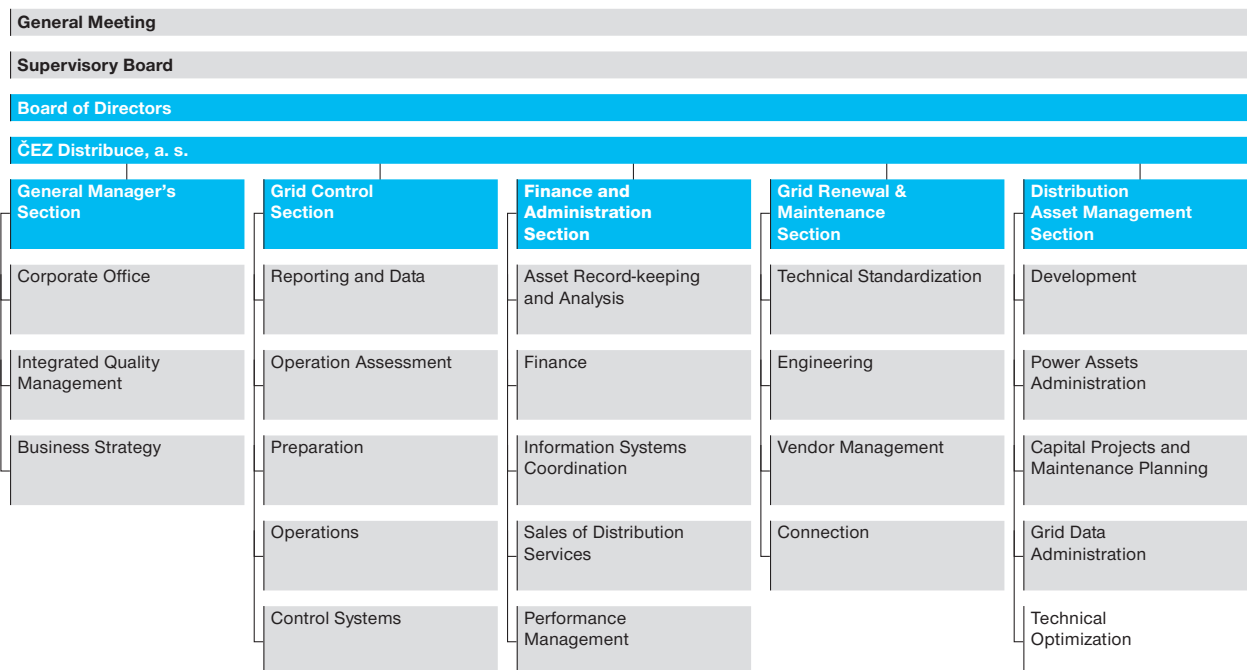 General Meeting
Supervisory Board
Board of Directors
ČEZ Distribuce, a. s.
General Manager's
Section
Corporate Office
Integrated Quality
Management
Business Strategy
Grid Control
Section
Reporting and Data
Operation Assessment
Preparation
Operations
Control Systems
Finance and
Administration
Section
Asset Record-keeping
and Analysis
Finance
Information Systems
Coordination
Sales of Distribution
Services
Performance
Management
Grid Renewal &
Maintenance
Section
Technical Standardization
Engineering
Vendor Management
Connection
Distribution
Asset Management
Section
Development
Power Assets
Administration
Capital Projects and
Maintenance Planning
Grid Data
Administration
Technical
Optimization